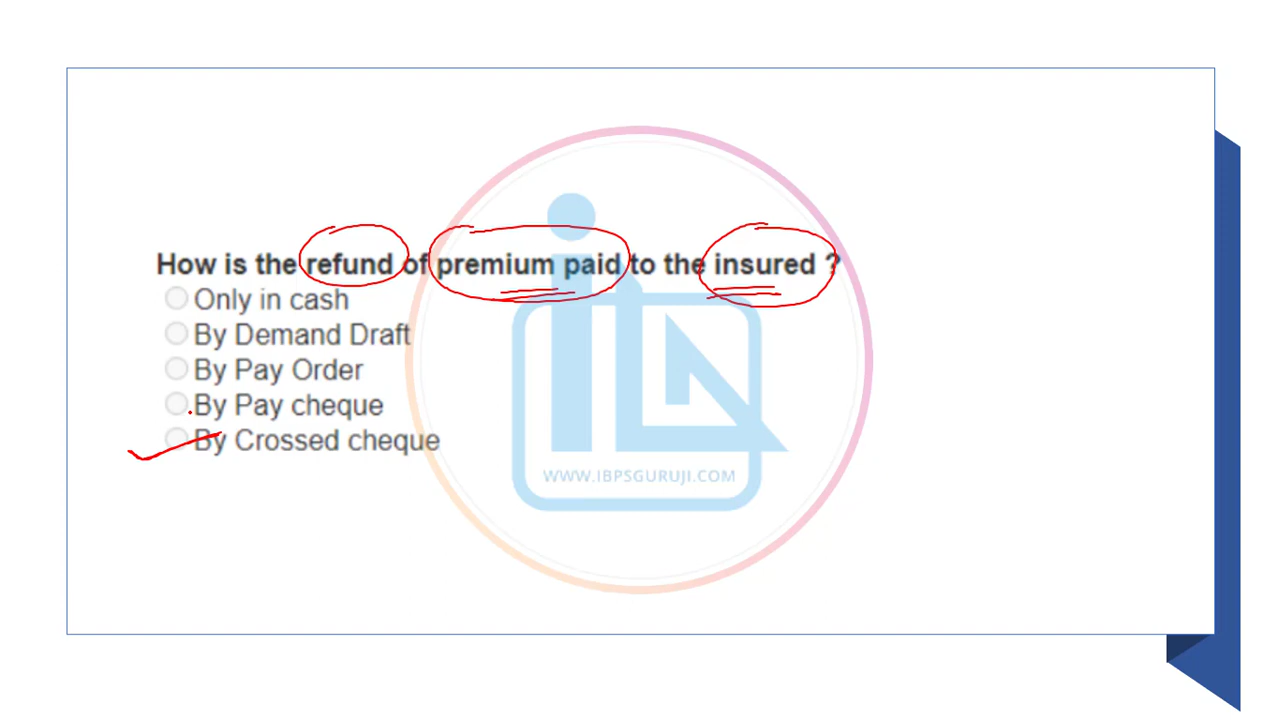 How is the refund of premium paid to the insured ?
Only in cash
By Demand Draft
By Pay Order
By Pay cheque
By Crossed cheque
WWW.IBPSGURUJI.COM